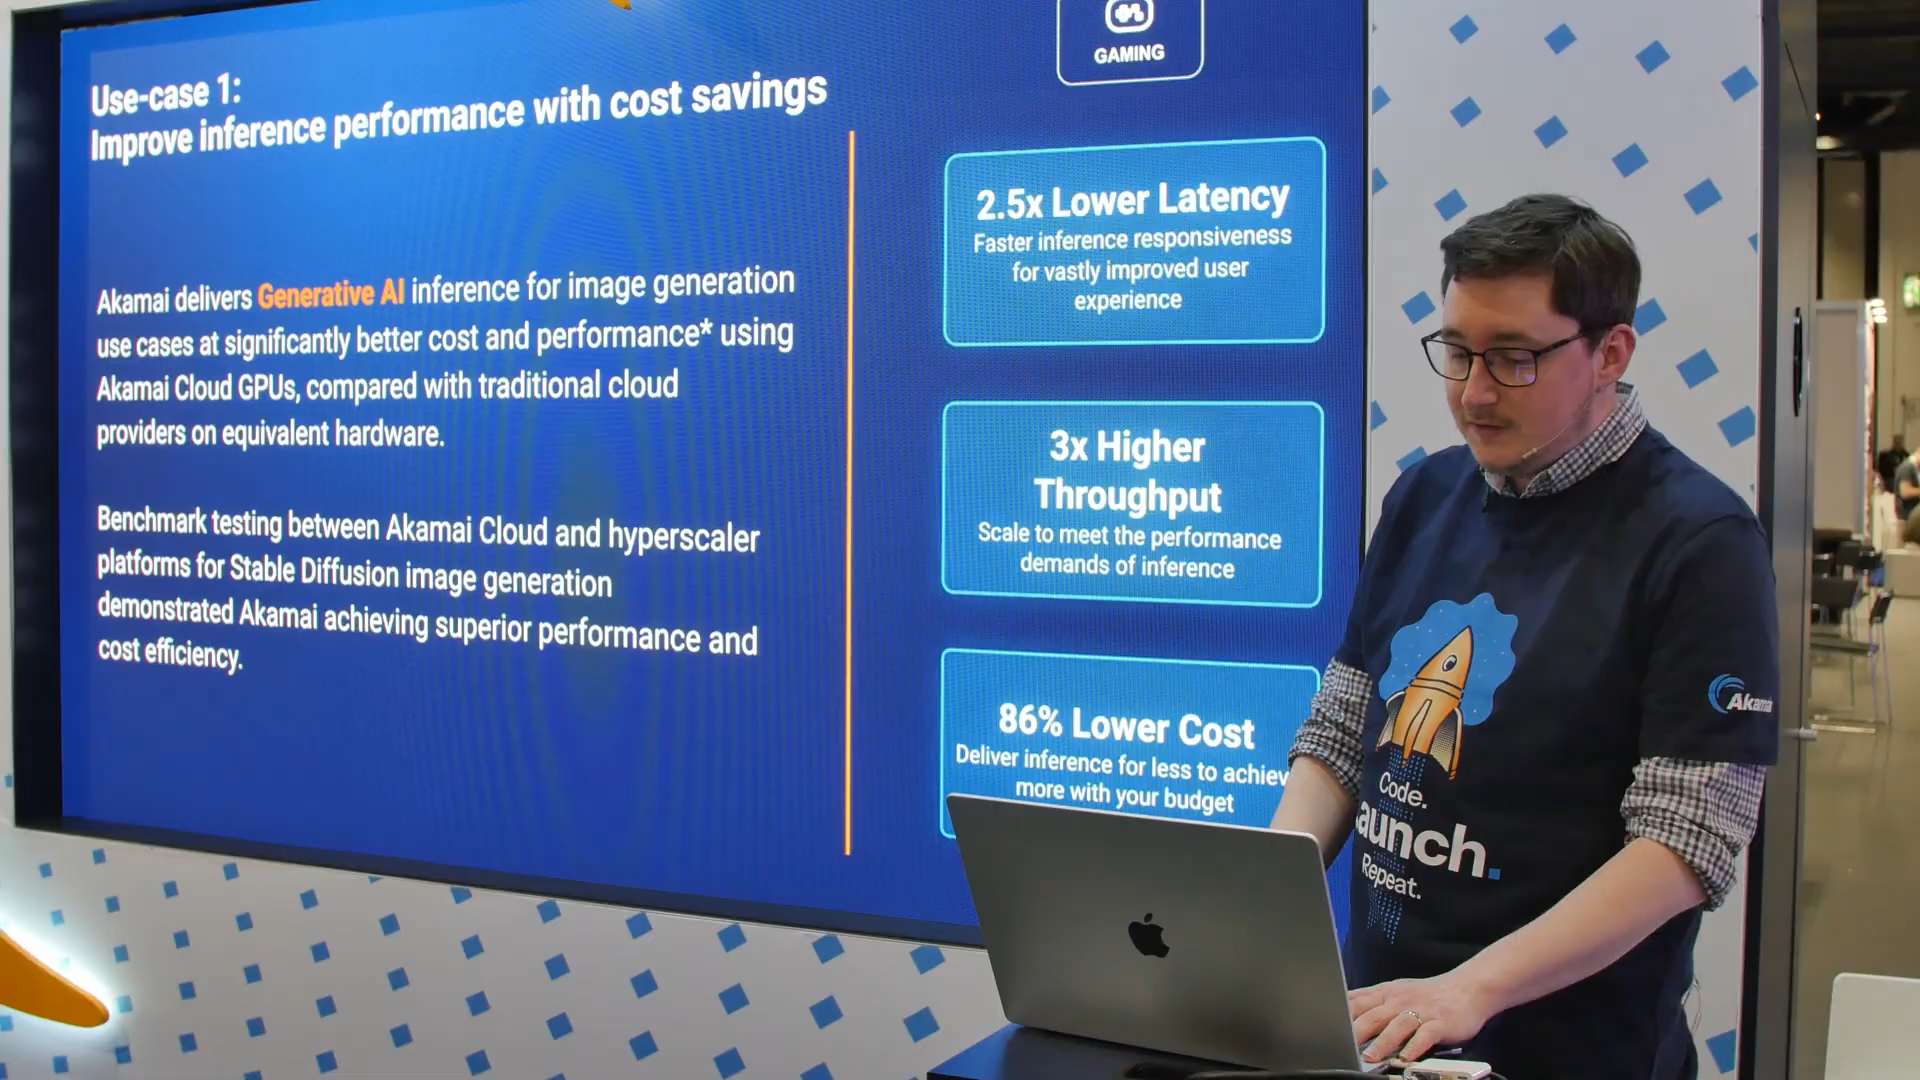 Use-case 1:
Improve inference performance with cost savings
Akamai delivers Generative AI inference for image generation
use cases at significantly better cost and performance* using
Akamai Cloud GPUs, compared with traditional cloud
providers on equivalent hardware.
Benchmark testing between Akamai Cloud and hyperscaler
platforms for Stable Diffusion image generation
demonstrated Akamai achieving superior performance and
cost efficiency.
GAMING
2.5x Lower Latency
Faster inference responsiveness
for vastly improved user
experience
3x Higher
Throughput
Scale to meet the performance
demands of inference
86% Lower Cost
Deliver inference for less to achiev
more with your budget
Code.
aunch.
Repeat.
Akamai